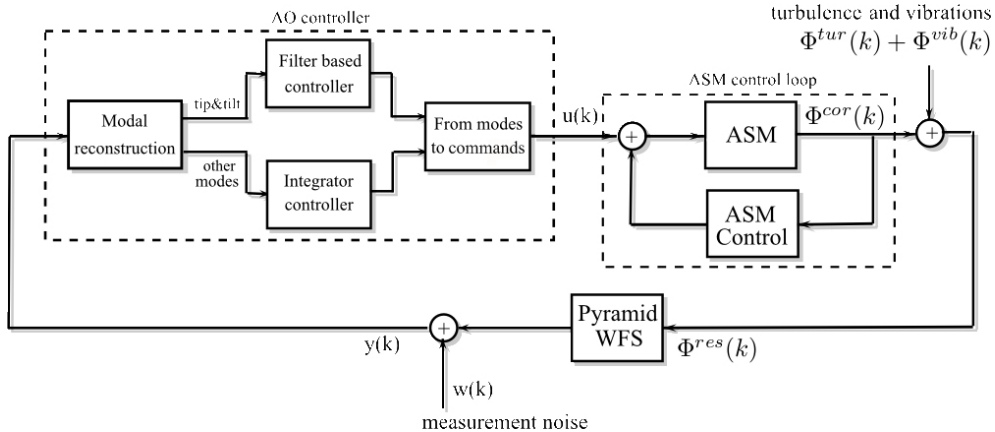 AO controller
turbulence and vibrations
Φ^{tur}(k) + Φ^{vib}(k)
Filter based
controller
ASM control loop
tip&tilt
Modal
reconstruction
From modes
to commands
u(k)
+
ASM
Φ^{cor}(k)
+
other
modes
Integrator
controller
ASM
Control
Pyramid
WFS
+
y(k)
Φ^{res}(k)
w(k)
measurement noise